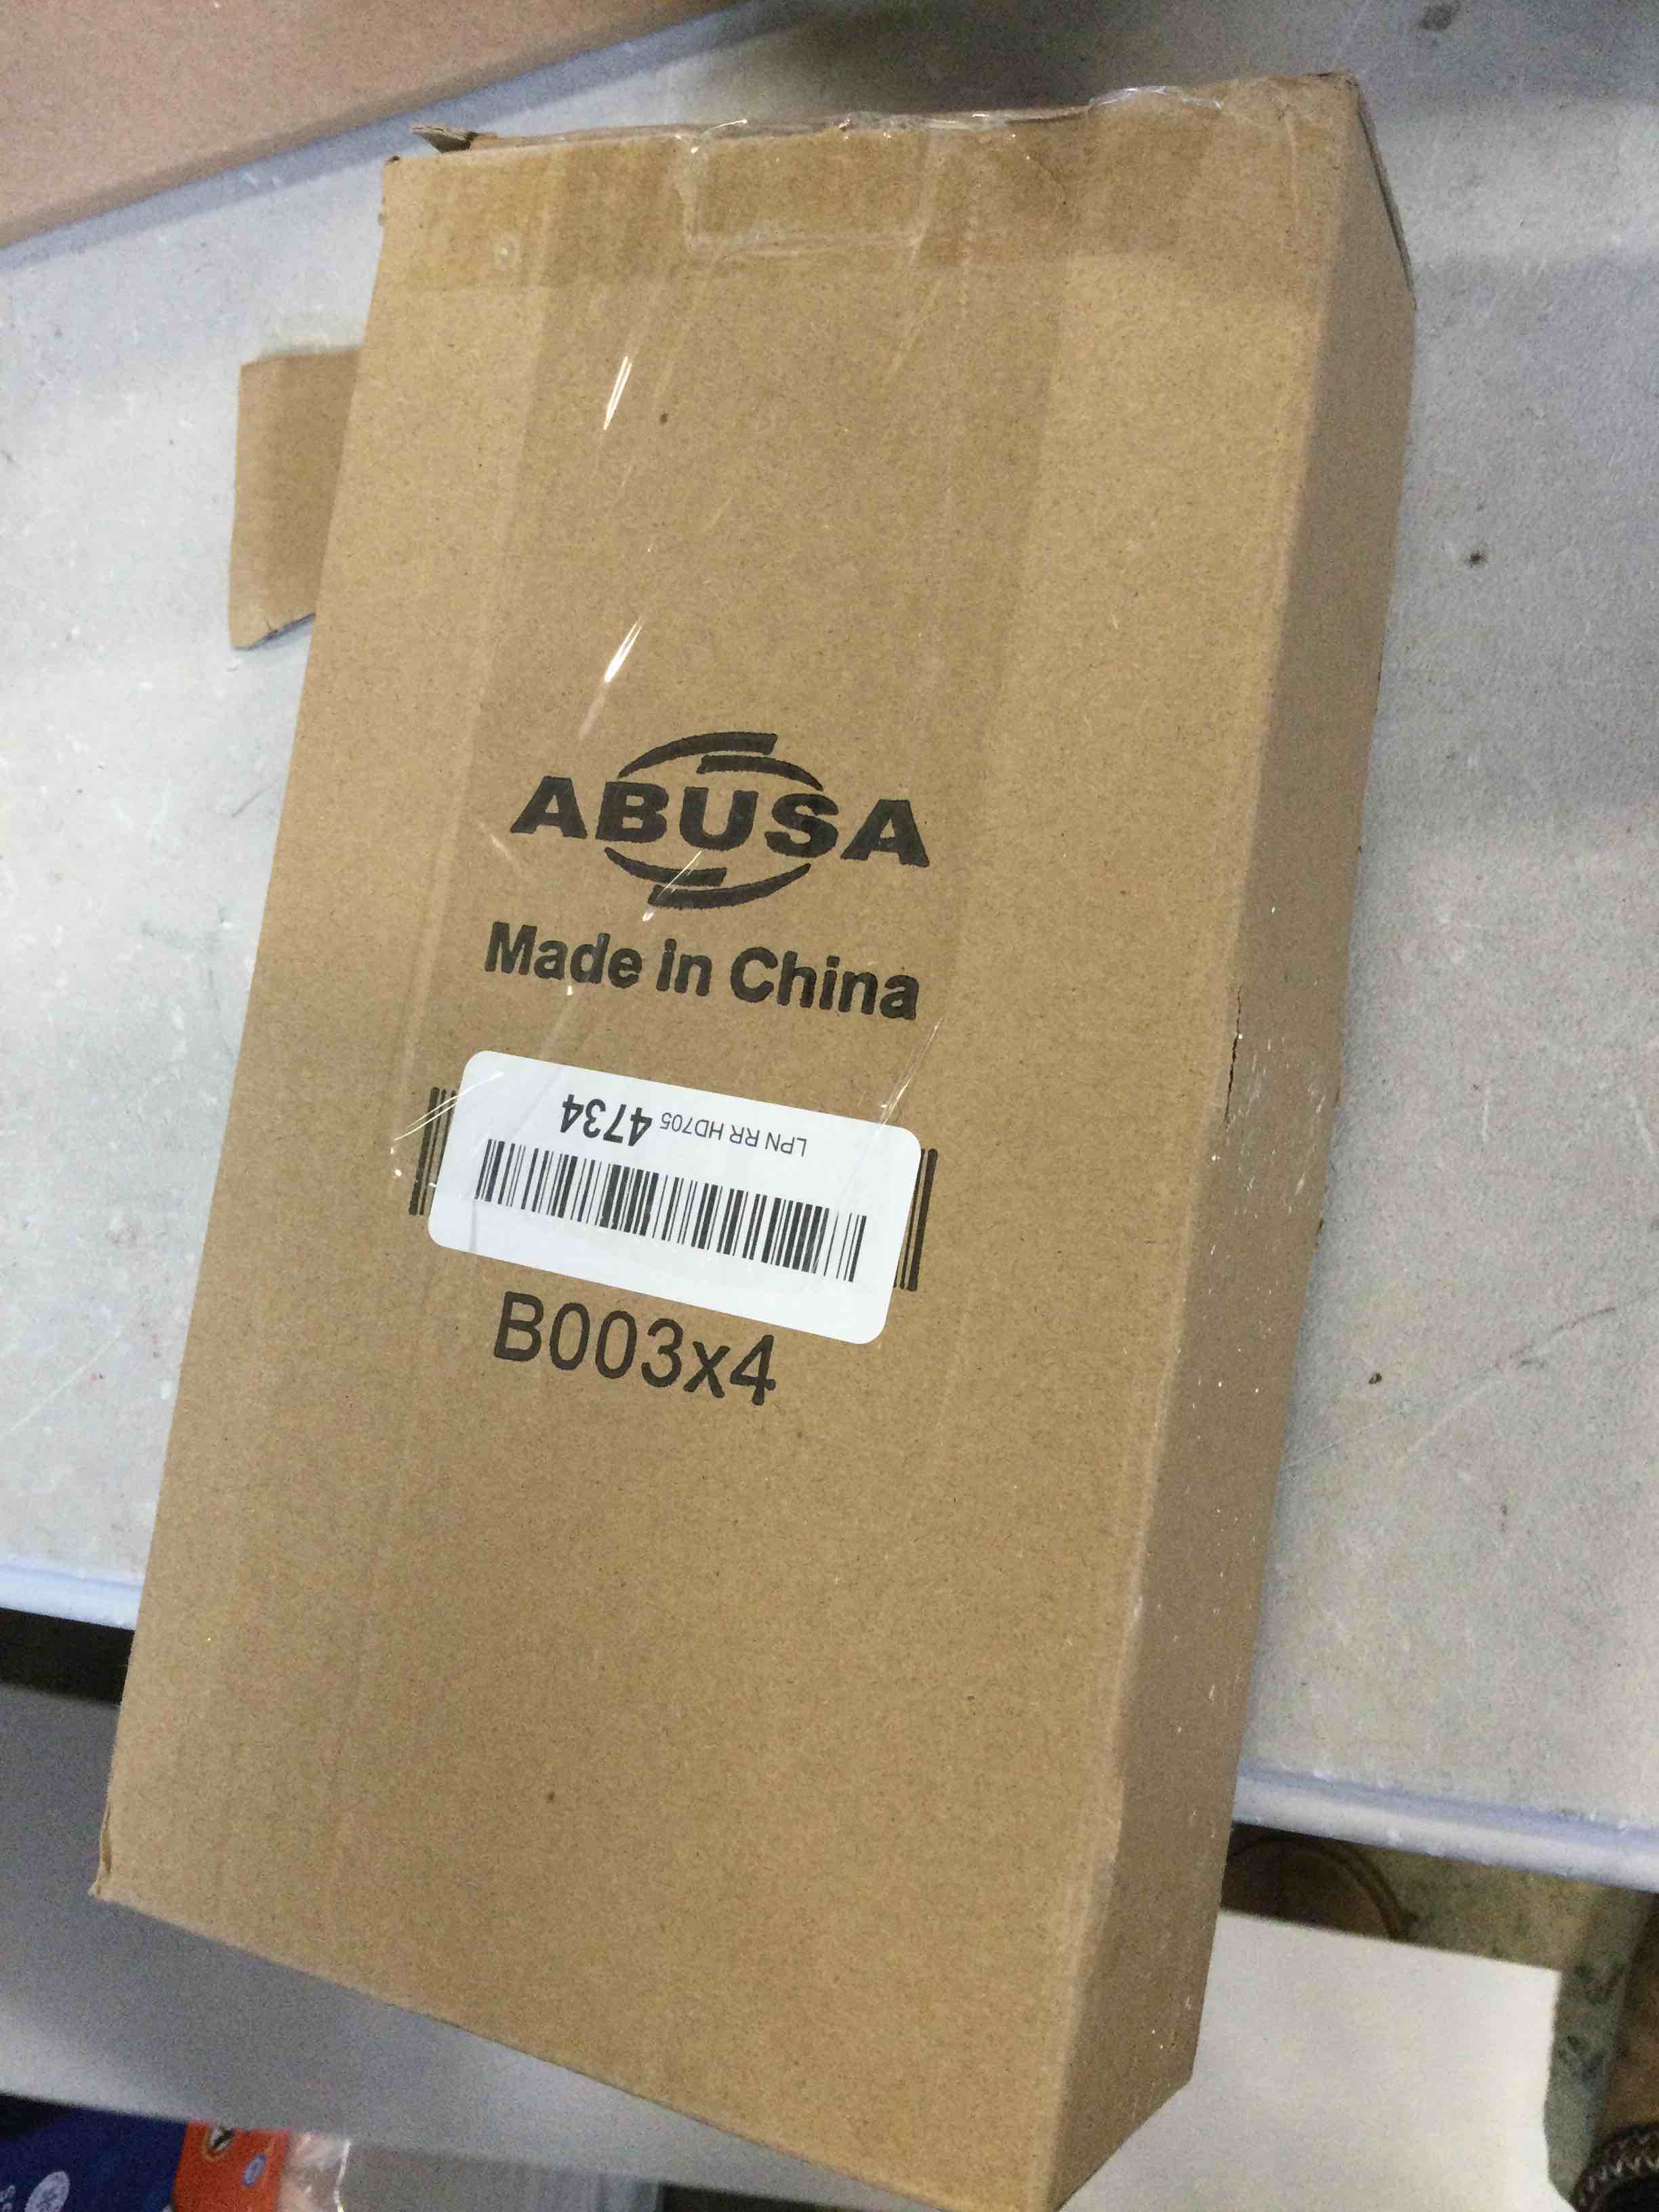 ABUSA
Made in China
LPN RR HD705 4734
B003x4